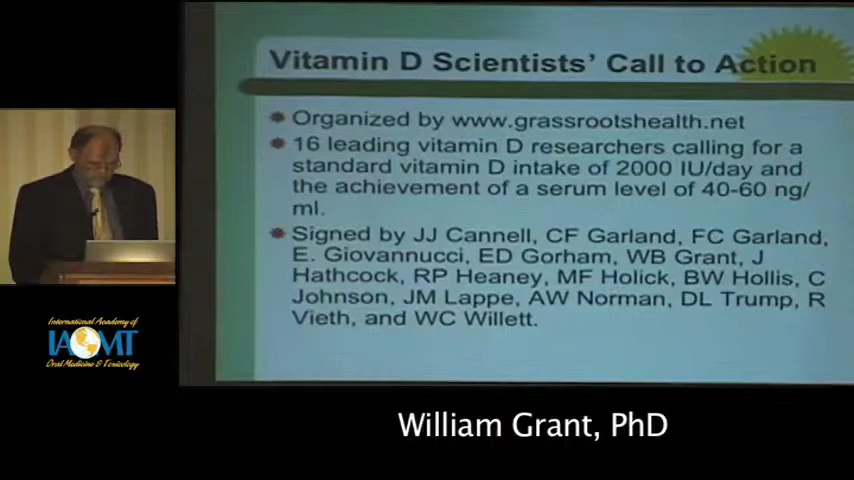 Vitamin D Scientists' Call to Action
Organized by www.grassrootshealth.net
16 leading vitamin D researchers calling for a
standard vitamin D intake of 2000 IU/day and
the achievement of a serum level of 40-60 ng/
ml.
Signed by JJ Cannell, CF Garland, FC Garland,
E. Giovannucci, ED Gorham, WB Grant, J
Hathcock, RP Heaney, MF Holick, BW Hollis, C
Johnson, JM Lappe, AW Norman, DL Trump, R
Vieth, and WC Willett.
International Academy of
IAOMT
Oral Medicine & Toxicology
William Grant, PhD